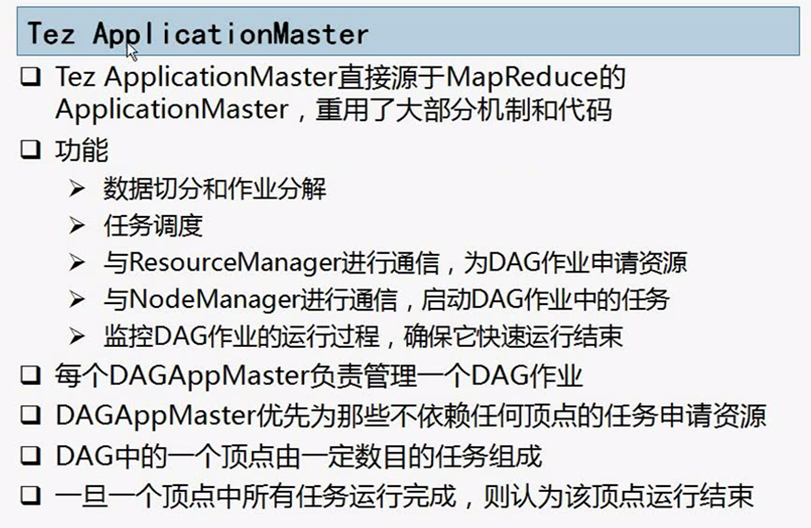 Tez ApplicationMaster
Tez ApplicationMaster直接源于MapReduce的
ApplicationMaster，重用了大部分机制和代码
功能
数据切分和作业分解
任务调度
与ResourceManager进行通信，为DAG作业申请资源
与NodeManager进行通信，启动DAG作业中的任务
监控DAG作业的运行过程，确保它快速运行结束
每个DAGAppMaster负责管理一个DAG作业
DAGAppMaster优先为那些不依赖任何顶点的任务申请资源
DAG中的一个顶点由一定数目的任务组成
一旦一个顶点中所有任务运行完成，则认为该顶点运行结束